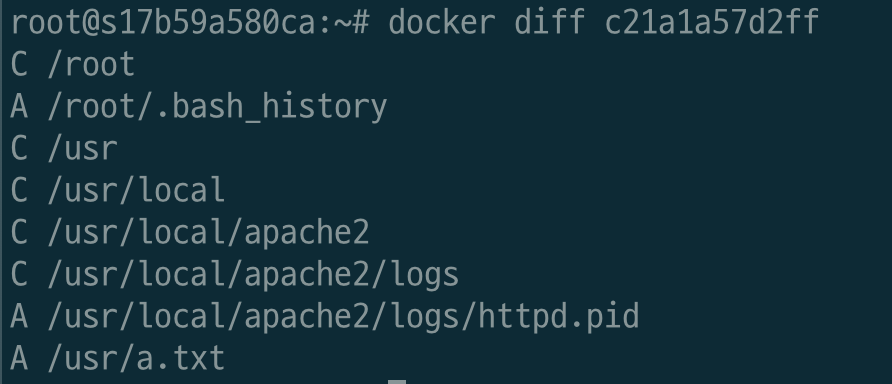 root@s17b59a580ca:~# docker diff c21a1a57d2ff
C /root
A /root/.bash_history
C /usr
C /usr/local
C /usr/local/apache2
C /usr/local/apache2/logs
A /usr/local/apache2/logs/httpd.pid
A /usr/a.txt